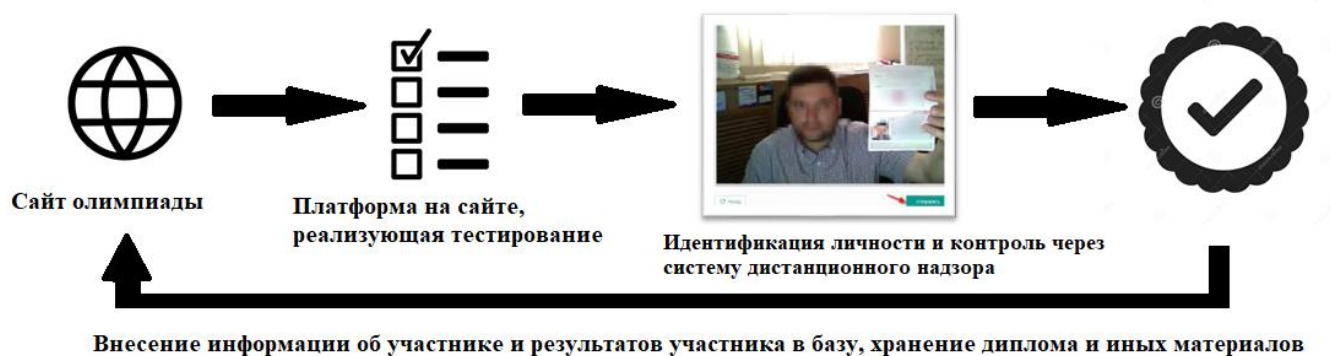 Сайт олимпиады
Платформа на сайте,
реализующая тестирование
Идентификация личности и контроль через
систему дистанционного надзора
Внесение информации об участнике и результатов участника в базу, хранение диплома и иных материалов